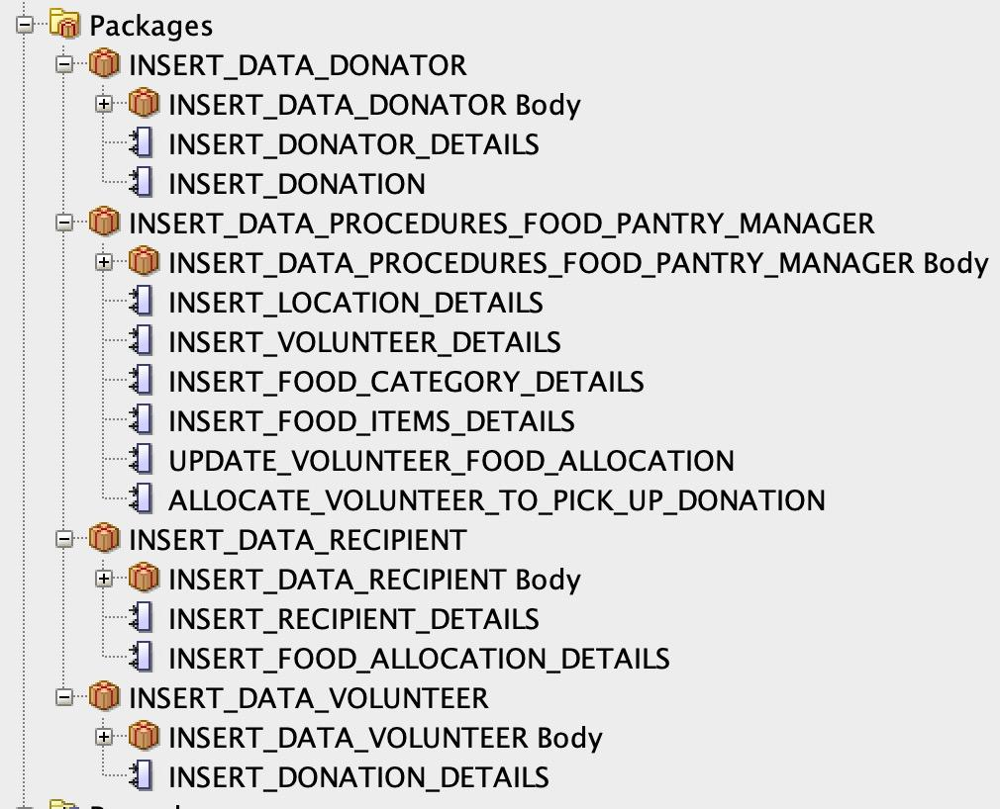 Packages
INSERT_DATA_DONATOR
INSERT_DATA_DONATOR Body
INSERT_DONATOR_DETAILS
INSERT_DONATION
INSERT_DATA_PROCEDURES_FOOD_PANTRY_MANAGER
INSERT_DATA_PROCEDURES_FOOD_PANTRY_MANAGER Body
INSERT_LOCATION_DETAILS
INSERT_VOLUNTEER_DETAILS
INSERT_FOOD_CATEGORY_DETAILS
INSERT_FOOD_ITEMS_DETAILS
UPDATE_VOLUNTEER_FOOD_ALLOCATION
ALLOCATE_VOLUNTEER_TO_PICK_UP_DONATION
INSERT_DATA_RECIPIENT
INSERT_DATA_RECIPIENT Body
INSERT_RECIPIENT_DETAILS
INSERT_FOOD_ALLOCATION_DETAILS
INSERT_DATA_VOLUNTEER
INSERT_DATA_VOLUNTEER Body
INSERT_DONATION_DETAILS